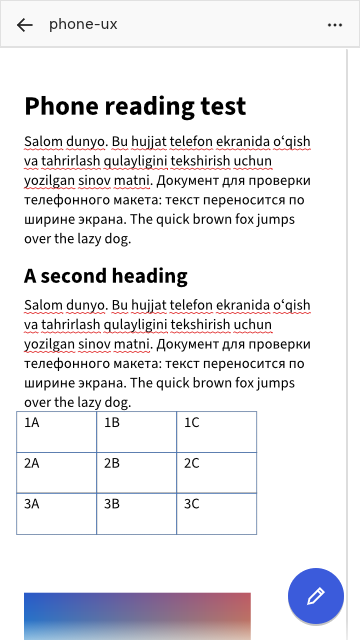 phone-ux
Phone reading test
Salom dunyo. Bu hujjat telefon ekranida oʻqish
va tahrirlash qulayligini tekshirish uchun
yozilgan sinov matni. Документ для проверки
телефонного макета: текст переносится по
ширине экрана. The quick brown fox jumps
over the lazy dog.
A second heading
Salom dunyo. Bu hujjat telefon ekranida oʻqish
va tahrirlash qulayligini tekshirish uchun
yozilgan sinov matni. Документ для проверки
телефонного макета: текст переносится по
ширине экрана. The quick brown fox jumps
over the lazy dog.
1A 1B 1C
2A 2B 2C
3A 3B 3C